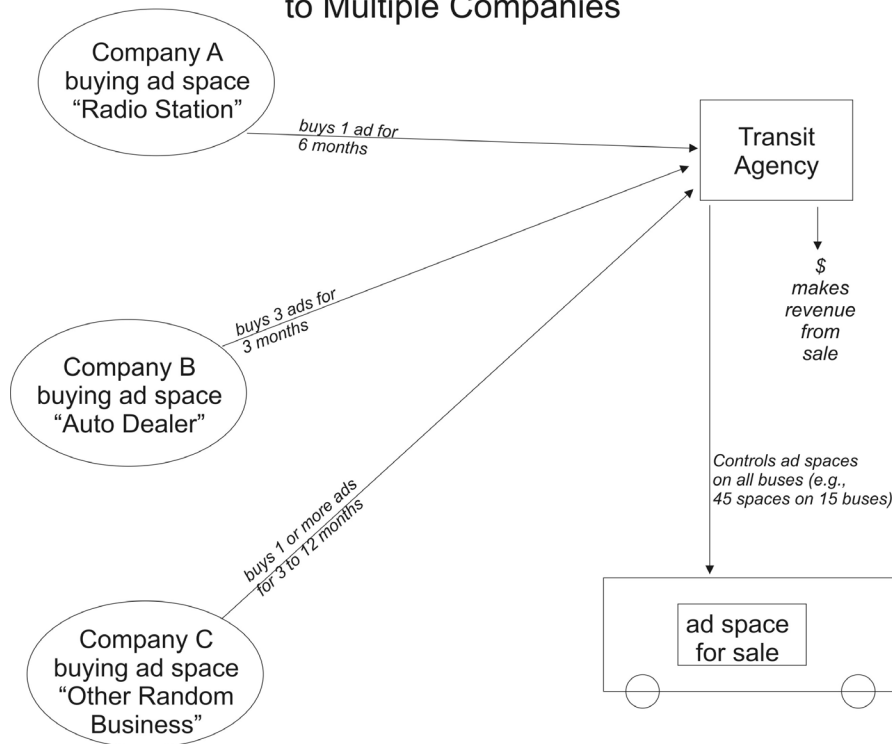 to Multiple Companies
Company A
buying ad space
“Radio Station”
buys 1 ad for
6 months
Transit
Agency
$
makes
revenue
from
sale
buys 3 ads for
3 months
Company B
buying ad space
“Auto Dealer”
Controls ad spaces
on all buses (e.g.,
45 spaces on 15 buses)
buys 1 or more ads
for 3 to 12 months
Company C
buying ad space
“Other Random
Business”
ad space
for sale